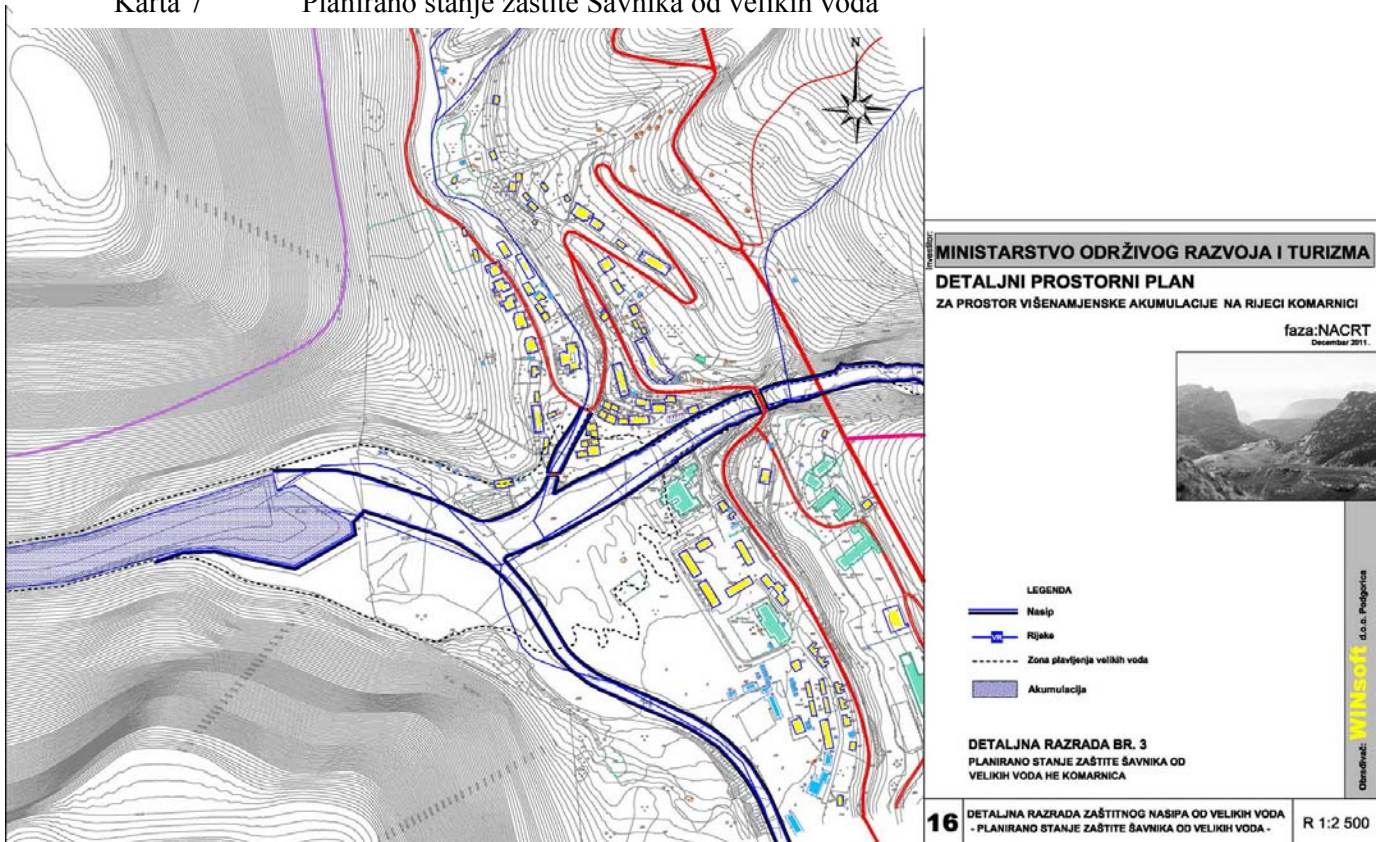 Karta 7 Planirano stanje zaštite Šavnika od velikih voda
N
Investitor:
MINISTARSTVO ODRŽIVOG RAZVOJA I TURIZMA
DETALJNI PROSTORNI PLAN
ZA PROSTOR VIŠENAMJENSKE AKUMULACIJE NA RIJECI KOMARNICI
faza:NACRT
Decembar 2011.
LEGENDA
Nasip
VR Rijeke
Zona plavljenja velikih voda
Akumulacija
Obrađivač: WINsoft d.o.o. Podgorica
DETALJNA RAZRADA BR. 3
PLANIRANO STANJE ZAŠTITE ŠAVNIKA OD
VELIKIH VODA HE KOMARNICA
16 DETALJNA RAZRADA ZAŠTITNOG NASIPA OD VELIKIH VODA
- PLANIRANO STANJE ZAŠTITE ŠAVNIKA OD VELIKIH VODA -
R 1:2 500